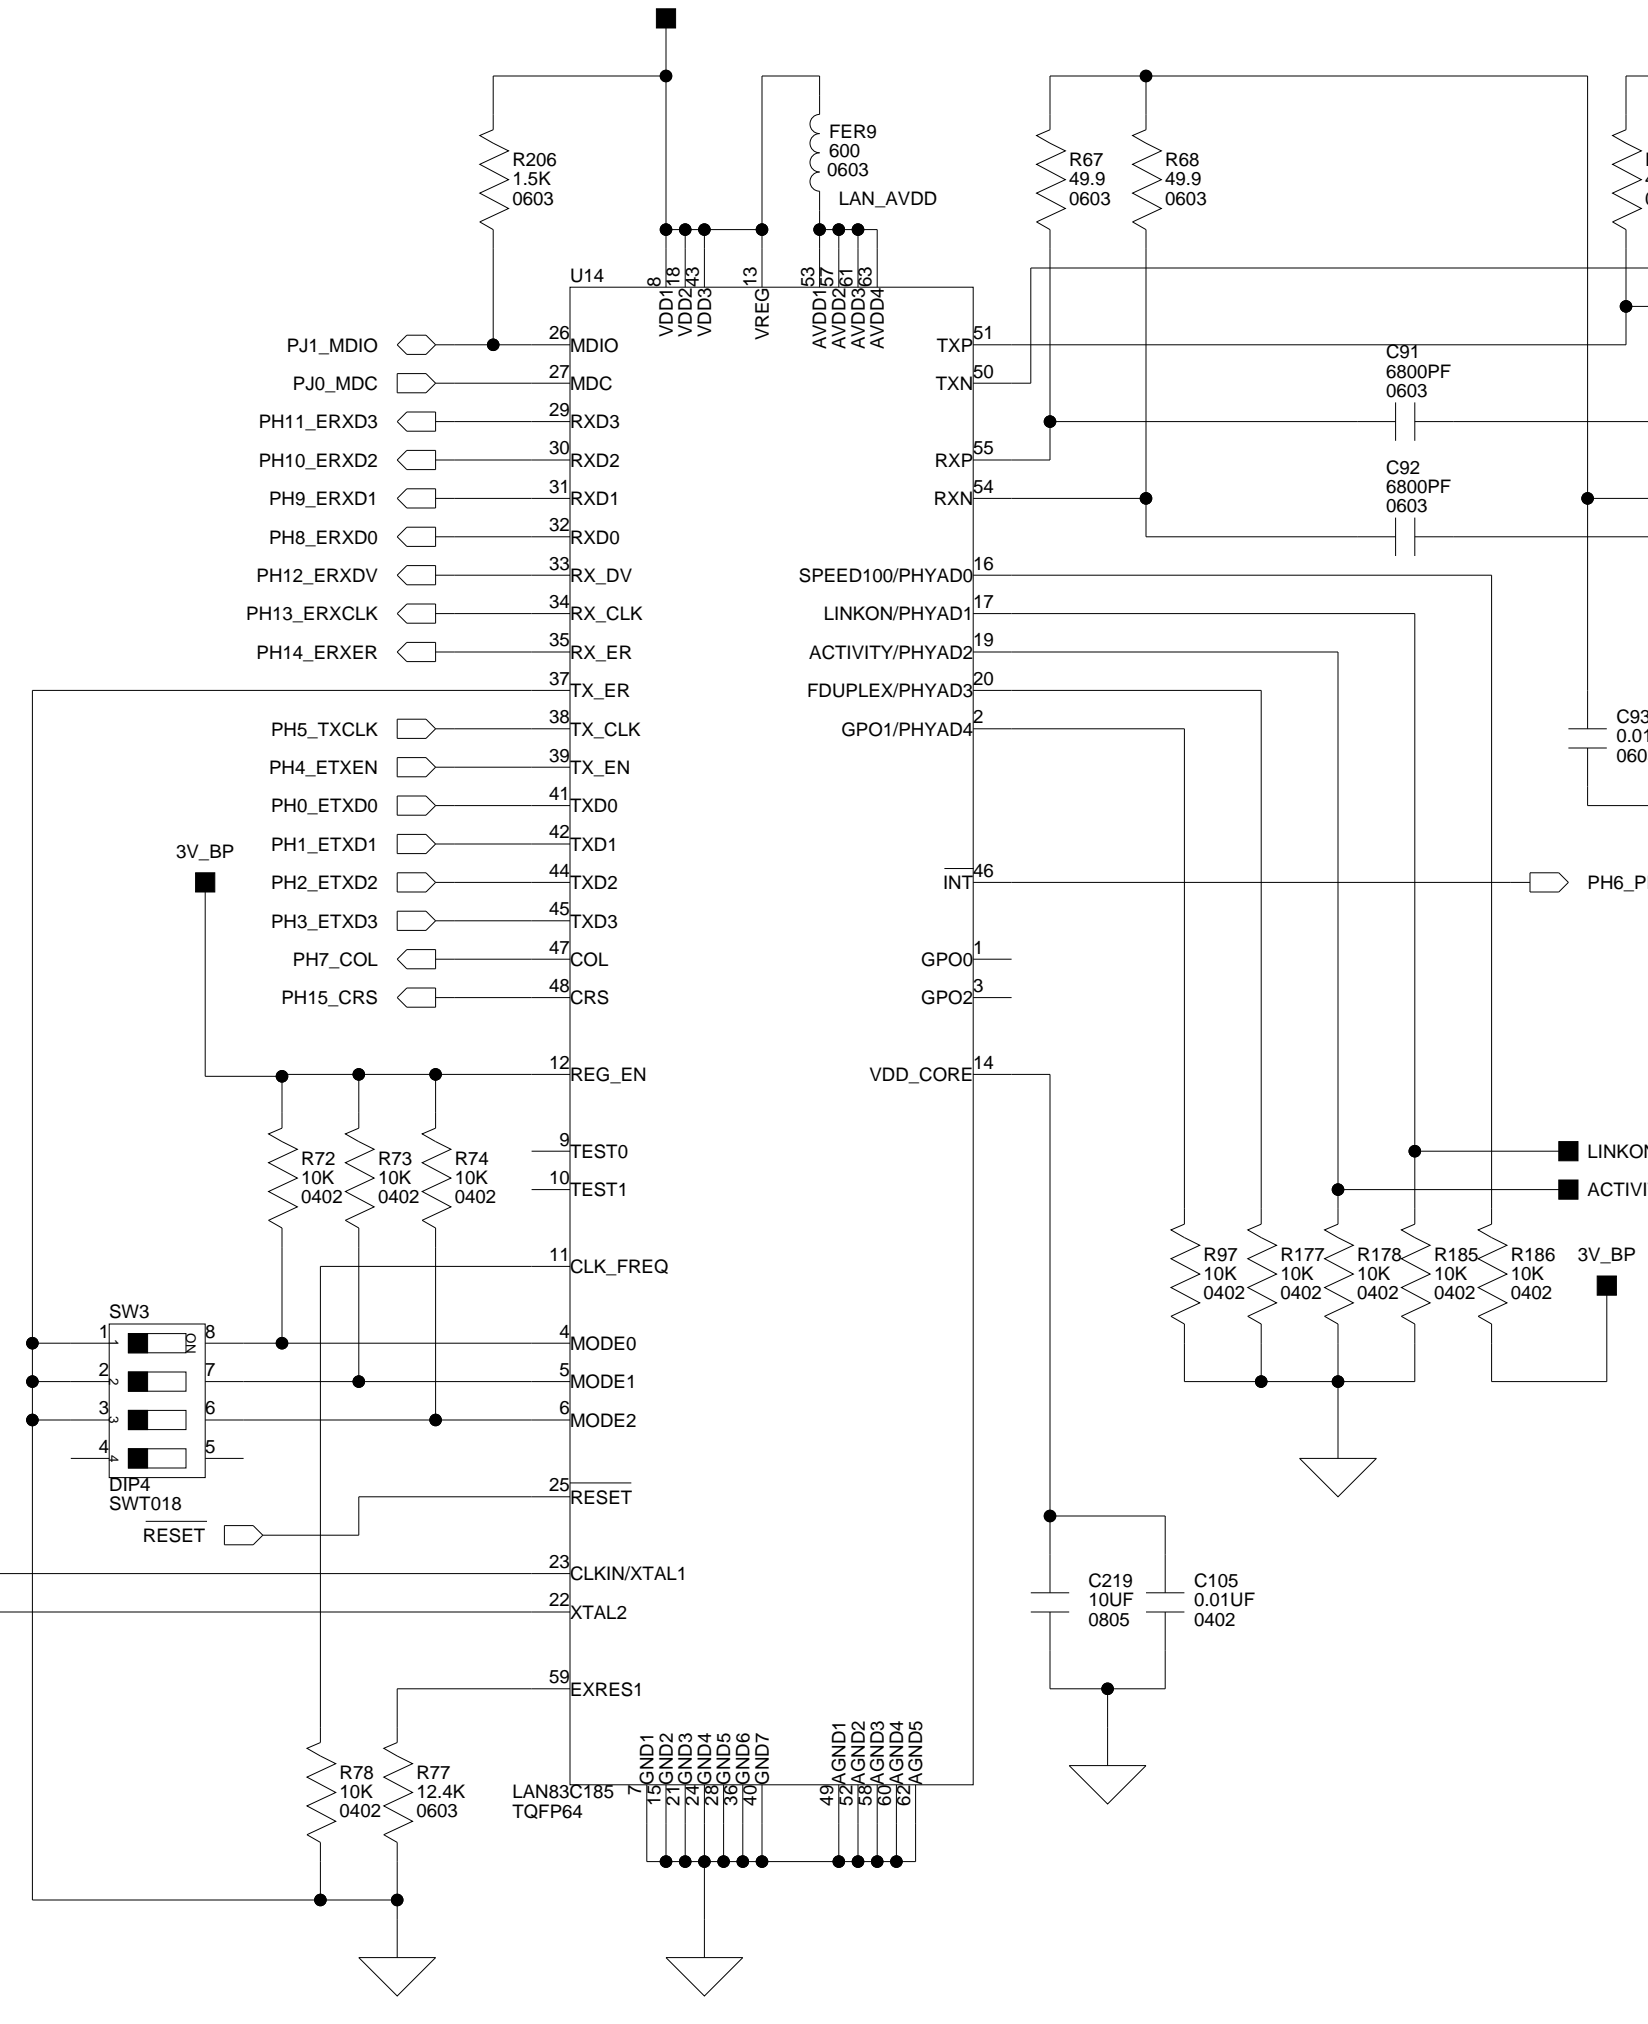 R206
1.5K
0603
FER9
600
0603
LAN_AVDD
R67
49.9
0603
R68
49.9
0603
U14
8
18
43
13
53
57
61
63
VDD1
VDD2
VDD3
VREG
AVDD1
AVDD2
AVDD3
AVDD4
PJ1_MDIO 26 MDIO
PJ0_MDC 27 MDC
PH11_ERXD3 29 RXD3
PH10_ERXD2 30 RXD2
PH9_ERXD1 31 RXD1
PH8_ERXD0 32 RXD0
PH12_ERXDV 33 RX_DV
PH13_ERXCLK 34 RX_CLK
PH14_ERXER 35 RX_ER
37 TX_ER
PH5_TXCLK 38 TX_CLK
PH4_ETXEN 39 TX_EN
PH0_ETXD0 41 TXD0
PH1_ETXD1 42 TXD1
PH2_ETXD2 44 TXD2
PH3_ETXD3 45 TXD3
PH7_COL 47 COL
PH15_CRS 48 CRS
3V_BP
12 REG_EN
9 TEST0
10 TEST1
R72
10K
0402
R73
10K
0402
R74
10K
0402
11 CLK_FREQ
SW3
1 1 ON 8
2 2 7
3 3 6
4 4 5
DIP4
SWT018
4 MODE0
5 MODE1
6 MODE2
25 RESET
RESET
23 CLKIN/XTAL1
22 XTAL2
59 EXRES1
R78
10K
0402
R77
12.4K
0603
LAN83C185
TQFP64
GND1
GND2
GND3
GND4
GND5
GND6
GND7
AGND1
AGND2
AGND3
AGND4
AGND5
7
15
21
24
28
36
40
49
52
58
60
62
TXP 51
TXN 50
RXP 55
RXN 54
C91
6800PF
0603
C92
6800PF
0603
SPEED100/PHYAD0 16
LINKON/PHYAD1 17
ACTIVITY/PHYAD2 19
FDUPLEX/PHYAD3 20
GPO1/PHYAD4 2
C93
0.01
060
INT 46
PH6_P
GPO0 1
GPO2 3
VDD_CORE 14
LINKON
ACTIVI
R97
10K
0402
R177
10K
0402
R178
10K
0402
R185
10K
0402
R186
10K
0402
3V_BP
C219
10UF
0805
C105
0.01UF
0402